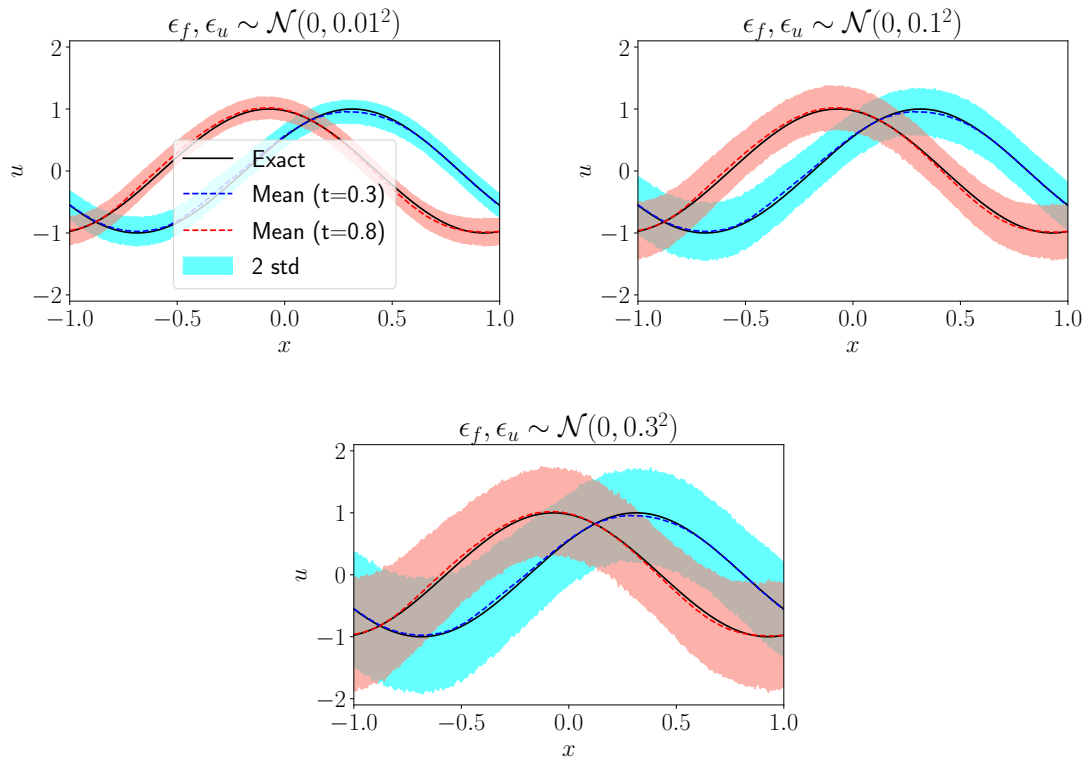 ϵ_f, ϵ_u ∼ 𝒩(0, 0.01²)
2
1
0
−1
−2
u
Exact
Mean (t=0.3)
Mean (t=0.8)
2 std
−1.0 −0.5 0.0 0.5 1.0
x
ϵ_f, ϵ_u ∼ 𝒩(0, 0.1²)
2
1
0
−1
−2
u
−1.0 −0.5 0.0 0.5 1.0
x
ϵ_f, ϵ_u ∼ 𝒩(0, 0.3²)
2
1
0
−1
−2
u
−1.0 −0.5 0.0 0.5 1.0
x